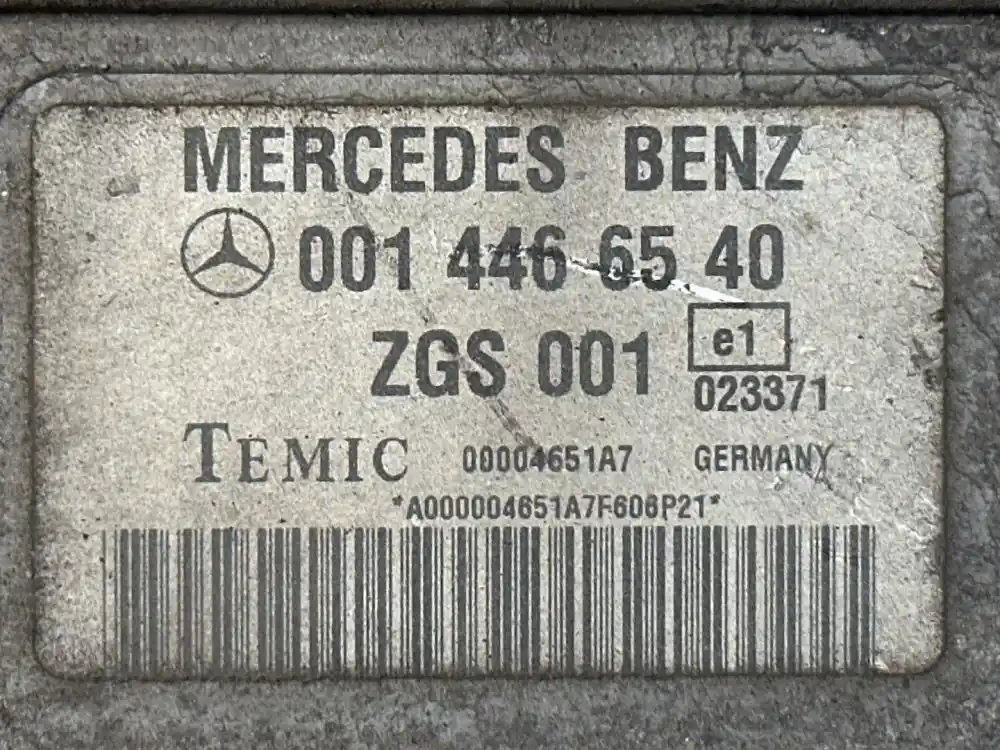 MERCEDES BENZ
001 446 65 40
ZGS 001 e1
023371
TEMIC 00004651A7 GERMANY
*A000004651A7F606P21*